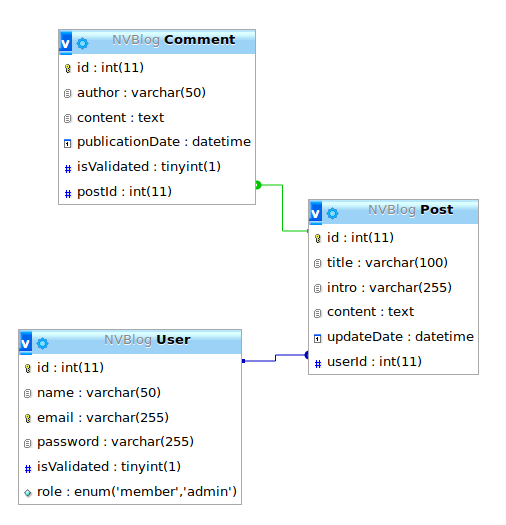 NVBlog Comment
id : int(11)
author : varchar(50)
content : text
publicationDate : datetime
isValidated : tinyint(1)
postId : int(11)
NVBlog Post
id : int(11)
title : varchar(100)
intro : varchar(255)
content : text
updateDate : datetime
userId : int(11)
NVBlog User
id : int(11)
name : varchar(50)
email : varchar(255)
password : varchar(255)
isValidated : tinyint(1)
role : enum('member','admin')